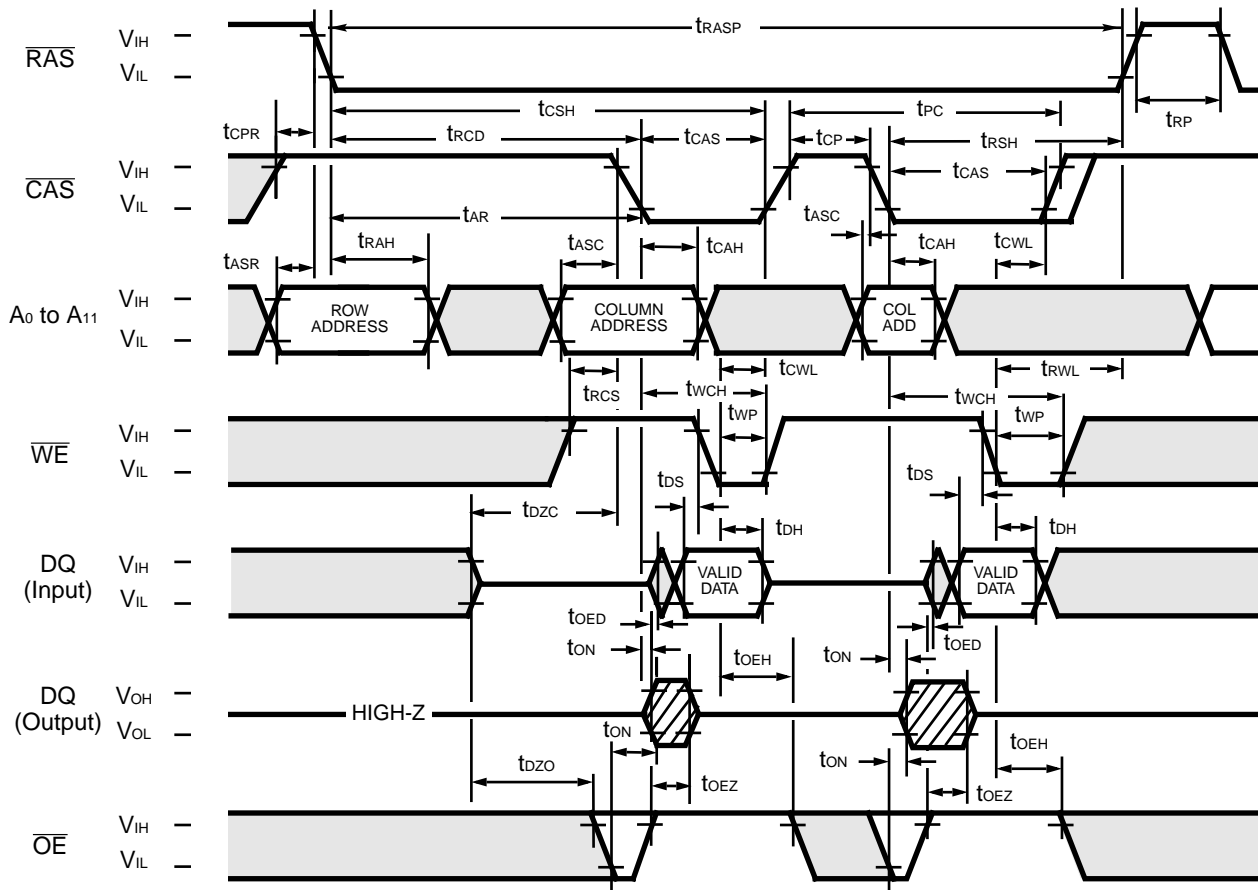 RAS VIH VIL tRASP
tCSH tPC tRP
tCPR tRCD tCAS tCP tRSH
CAS VIH VIL tCAS
tAR tASC
tRAH tASC tCAH tCAH tCWL
tASR
A0 to A11 VIH VIL ROW ADDRESS COLUMN ADDRESS COL ADD
tCWL tRWL
tRCS tWCH tWCH
tWP tWP
WE VIH VIL
tDS tDS
tDZC tDH tDH
DQ (Input) VIH VIL VALID DATA VALID DATA
tOED tOED
tON tOEH tON
DQ (Output) VOH VOL HIGH-Z
tON tON tOEH
tDZO tOEZ tOEZ
OE VIH VIL